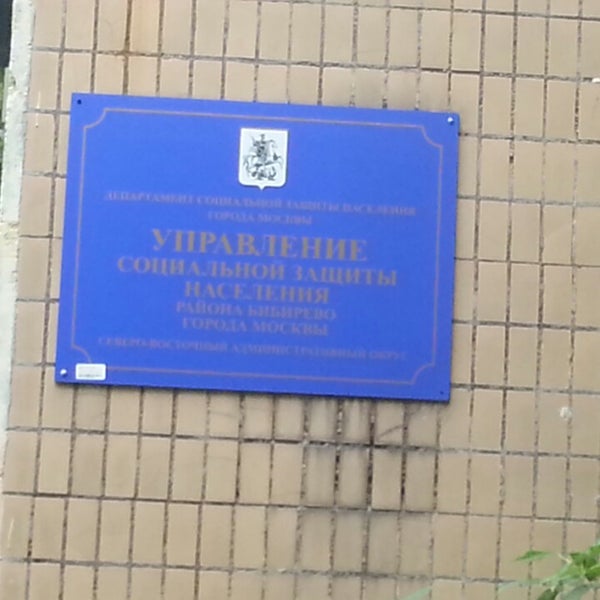 ДЕПАРТАМЕНТ СОЦИАЛЬНОЙ ЗАЩИТЫ НАСЕЛЕНИЯ
ГОРОДА МОСКВЫ
УПРАВЛЕНИЕ
СОЦИАЛЬНОЙ ЗАЩИТЫ
НАСЕЛЕНИЯ
РАЙОНА БИБИРЕВО
ГОРОДА МОСКВЫ
СЕВЕРО-ВОСТОЧНЫЙ АДМИНИСТРАТИВНЫЙ ОКРУГ